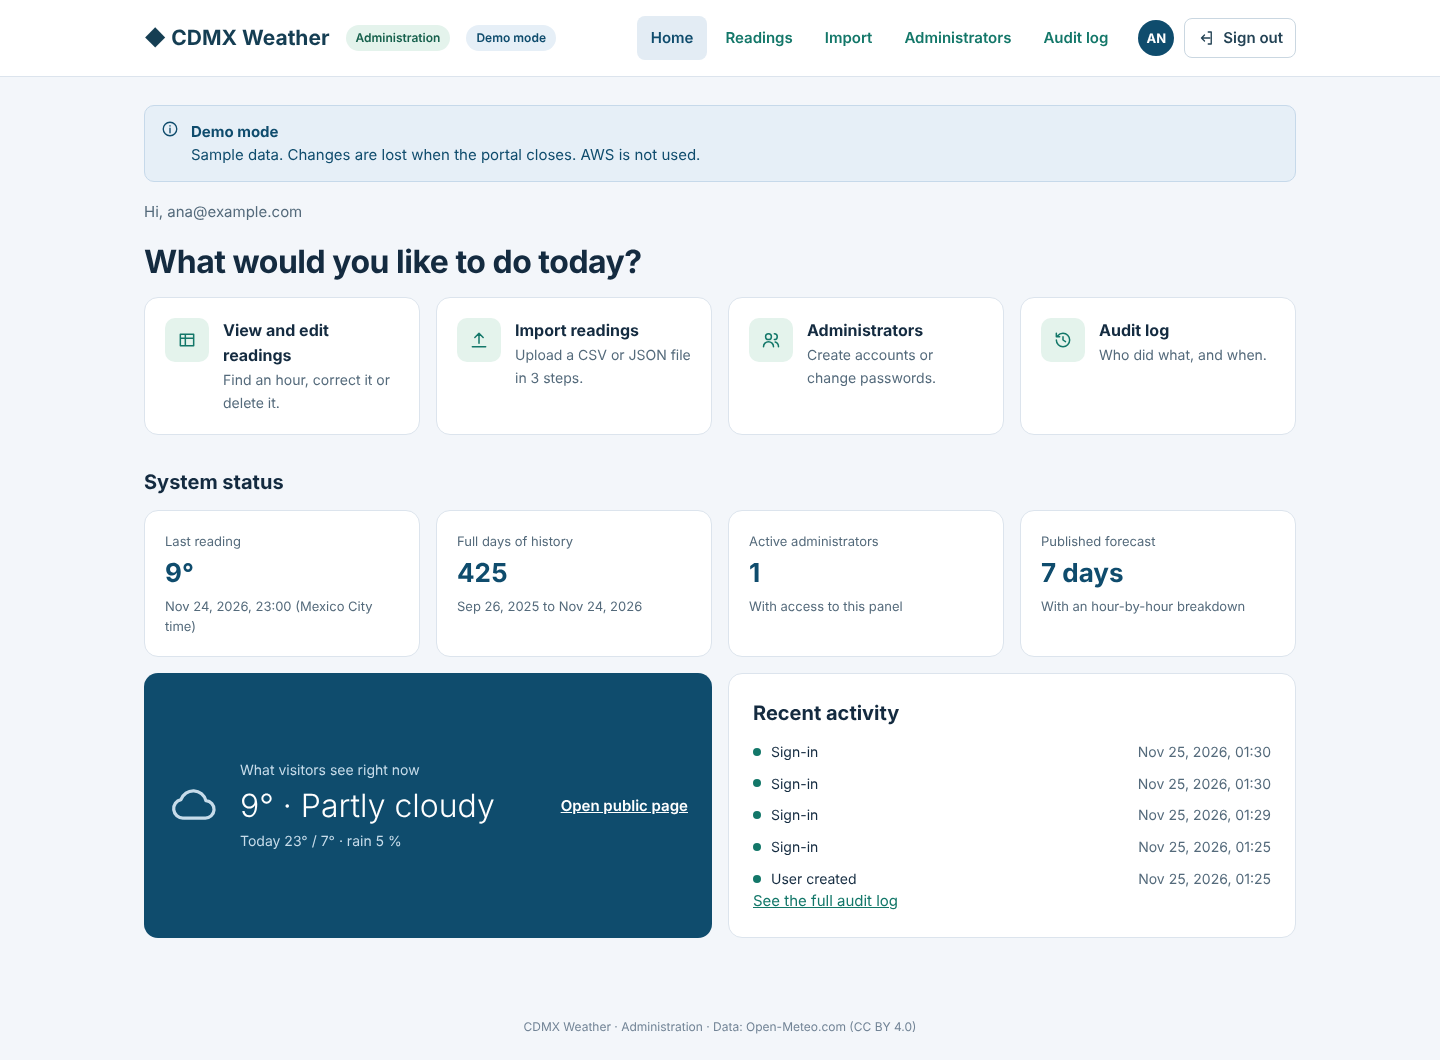 CDMX Weather
Administration
Demo mode
Home
Readings
Import
Administrators
Audit log
AN
Sign out
Demo mode
Sample data. Changes are lost when the portal closes. AWS is not used.
Hi, ana@example.com
What would you like to do today?
View and edit
readings
Find an hour, correct it or
delete it.
Import readings
Upload a CSV or JSON file
in 3 steps.
Administrators
Create accounts or
change passwords.
Audit log
Who did what, and when.
System status
Last reading
9°
Nov 24, 2026, 23:00 (Mexico City
time)
Full days of history
425
Sep 26, 2025 to Nov 24, 2026
Active administrators
1
With access to this panel
Published forecast
7 days
With an hour-by-hour breakdown
What visitors see right now
9° · Partly cloudy
Today 23° / 7° · rain 5 %
Open public page
Recent activity
Sign-in Nov 25, 2026, 01:30
Sign-in Nov 25, 2026, 01:30
Sign-in Nov 25, 2026, 01:29
Sign-in Nov 25, 2026, 01:25
User created Nov 25, 2026, 01:25
See the full audit log
CDMX Weather · Administration · Data: Open-Meteo.com (CC BY 4.0)